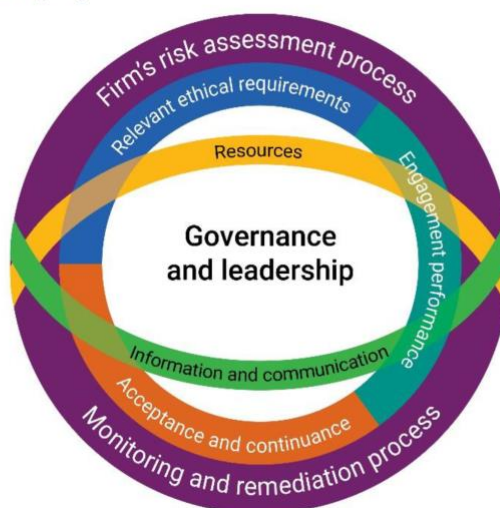 Firm's risk assessment process
Relevant ethical requirements
Resources
Engagement performance
Governance
and leadership
Information and communication
Acceptance and continuance
Monitoring and remediation process